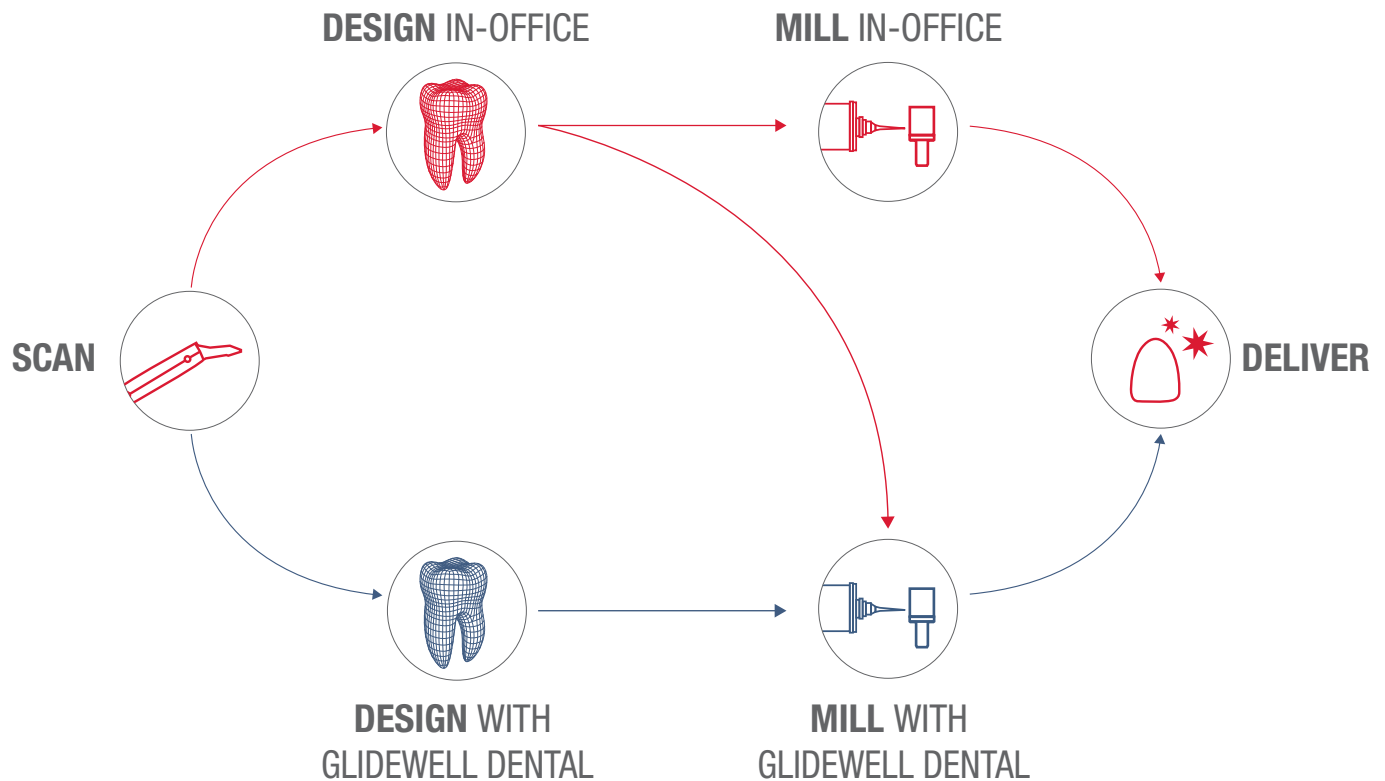 DESIGN IN-OFFICE
MILL IN-OFFICE
SCAN
DELIVER
DESIGN WITH
GLIDEWELL DENTAL
MILL WITH
GLIDEWELL DENTAL